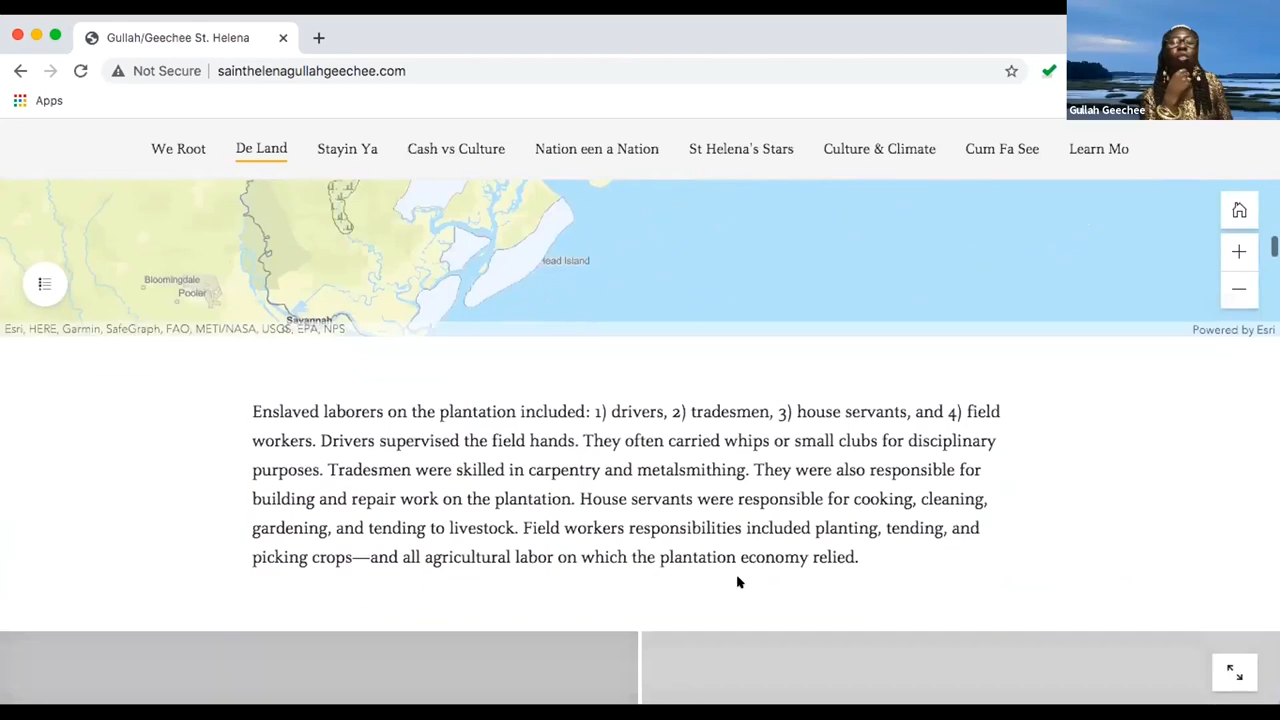 Gullah/Geechee St. Helena
Not Secure
sainthelenagullahgeechee.com
Apps
Gullah Geechee
We Root
De Land
Stayin Ya
Cash vs Culture
Nation een a Nation
St Helena's Stars
Culture & Climate
Cum Fa See
Learn Mo
Head Island
Bloomingdale
Pooler
Savannah
Esri, HERE, Garmin, SafeGraph, FAO, METI/NASA, USGS, EPA, NPS
Powered by Esri
Enslaved laborers on the plantation included: 1) drivers, 2) tradesmen, 3) house servants, and 4) field
workers. Drivers supervised the field hands. They often carried whips or small clubs for disciplinary
purposes. Tradesmen were skilled in carpentry and metalsmithing. They were also responsible for
building and repair work on the plantation. House servants were responsible for cooking, cleaning,
gardening, and tending to livestock. Field workers responsibilities included planting, tending, and
picking crops—and all agricultural labor on which the plantation economy relied.